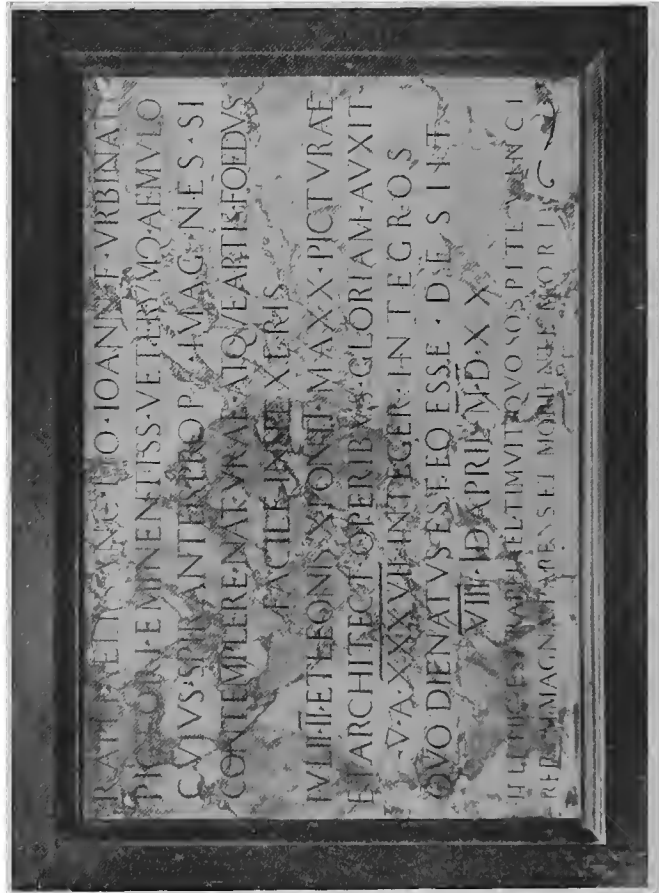 RAPHAELI·SANCTIO·IOANN·F·VRBINATI
PICTORI·EMINENTISS·VETERVMQ·AEMVLO
CVIVS·SPIRANTEIS·PROPE·IMAGINES·SI
CONTEMPLERE·NATVRAE·ATQVE·ARTIS·FOEDVS
FACILE·INSPEXERIS
IVLII·II·ET·LEONIS·X·PONTT·MAXX·PICTVRAE
ET·ARCHITECT·OPERIBVS·GLORIAM·AVXIT
V·A·XXXVII·INTEGER·INTEGROS
QVO·DIE·NATVS·EST·EO·ESSE·DESIIT
VIII·ID·APRIL·M·D·XX
ILLE HIC EST RAPHAEL TIMVIT QVO SOSPITE VINCI
RERVM MAGNA PARENS ET MORIENTE MORI